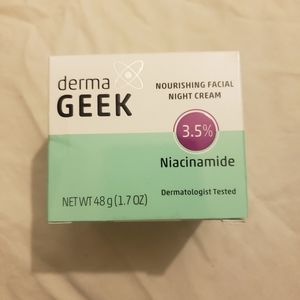 derma
GEEK
NOURISHING FACIAL
NIGHT CREAM
3.5%
Niacinamide
NET WT 48 g (1.7 OZ)
Dermatologist Tested